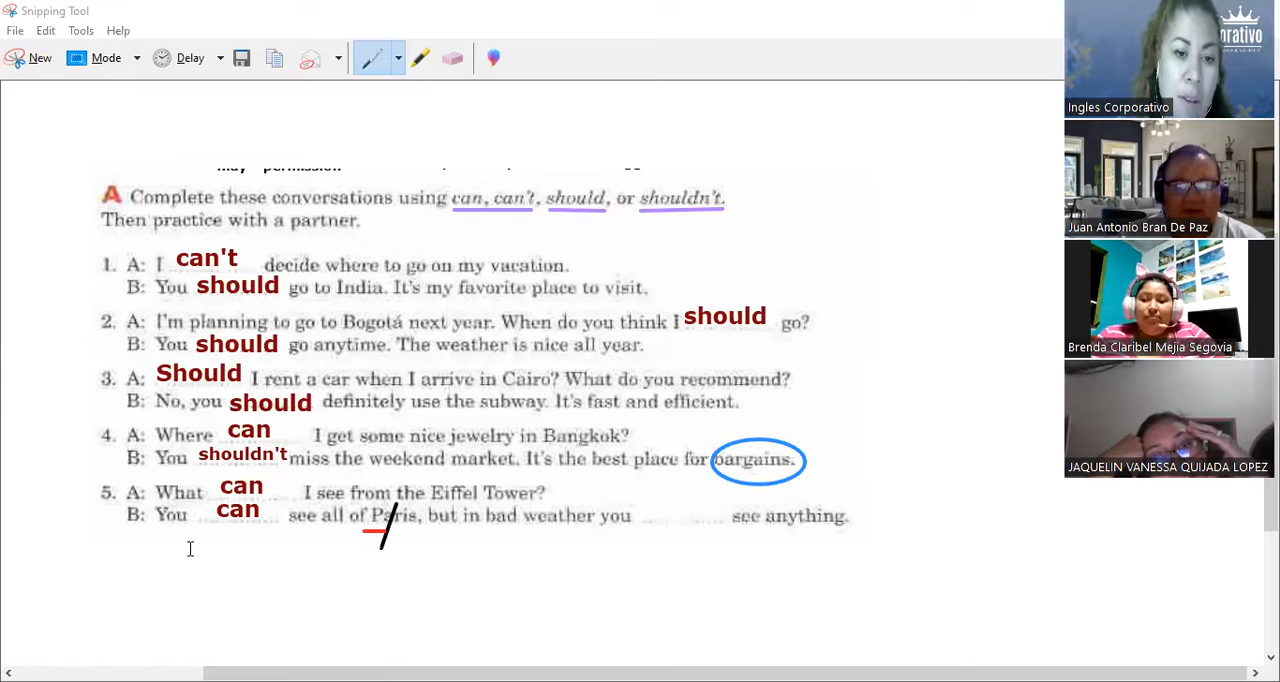 Snipping Tool
File Edit Tools Help
New Mode Delay
may permission
A Complete these conversations using can, can't, should, or shouldn't.
Then practice with a partner.
1. A: I can't decide where to go on my vacation.
B: You should go to India. It's my favorite place to visit.
2. A: I'm planning to go to Bogotá next year. When do you think I should go?
B: You should go anytime. The weather is nice all year.
3. A: Should I rent a car when I arrive in Cairo? What do you recommend?
B: No, you should definitely use the subway. It's fast and efficient.
4. A: Where can I get some nice jewelry in Bangkok?
B: You shouldn't miss the weekend market. It's the best place for bargains.
5. A: What can I see from the Eiffel Tower?
B: You can see all of Paris, but in bad weather you see anything.
Ingles Corporativo
Juan Antonio Bran De Paz
Brenda Claribel Mejia Segovia
JAQUELIN VANESSA QUIJADA LOPEZ